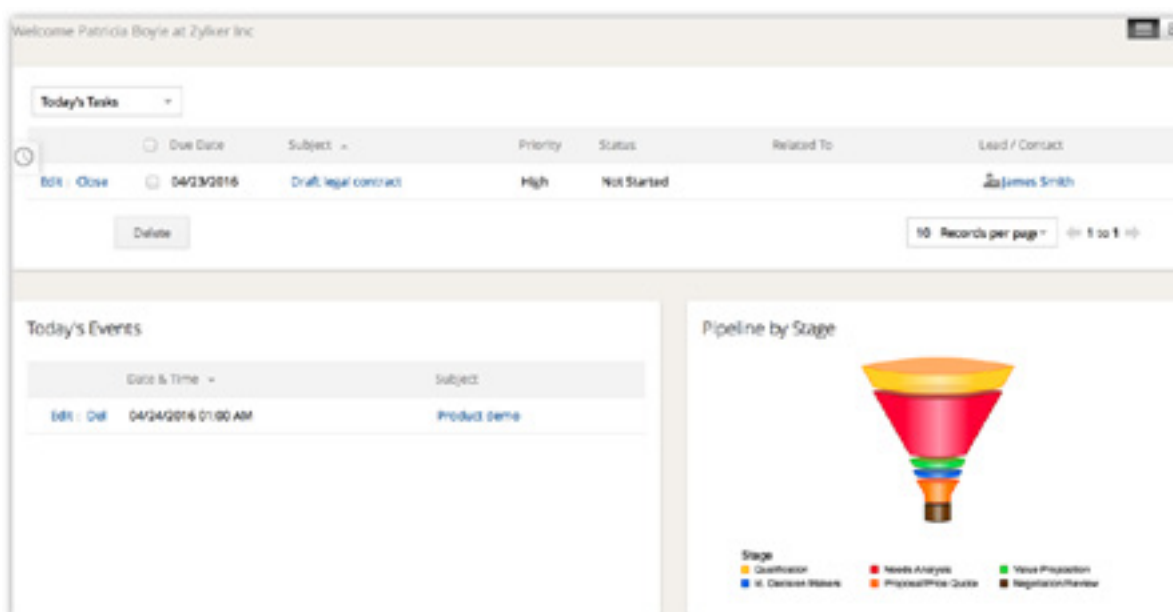 Welcome Patricia Boyle at Zylker Inc
Today's Tasks
Due Date Subject Priority Status Related To Lead / Contact
Edit | Close 04/23/2016 Draft legal contract High Not Started James Smith
Delete 10 Records per page 1 to 1
Today's Events
Date & Time Subject
Edit | Del 04/24/2016 01:00 AM Product demo
Pipeline by Stage
Stage
Qualification Needs Analysis Value Proposition
Id. Decision Makers Proposal/Price Quote Negotiation/Review